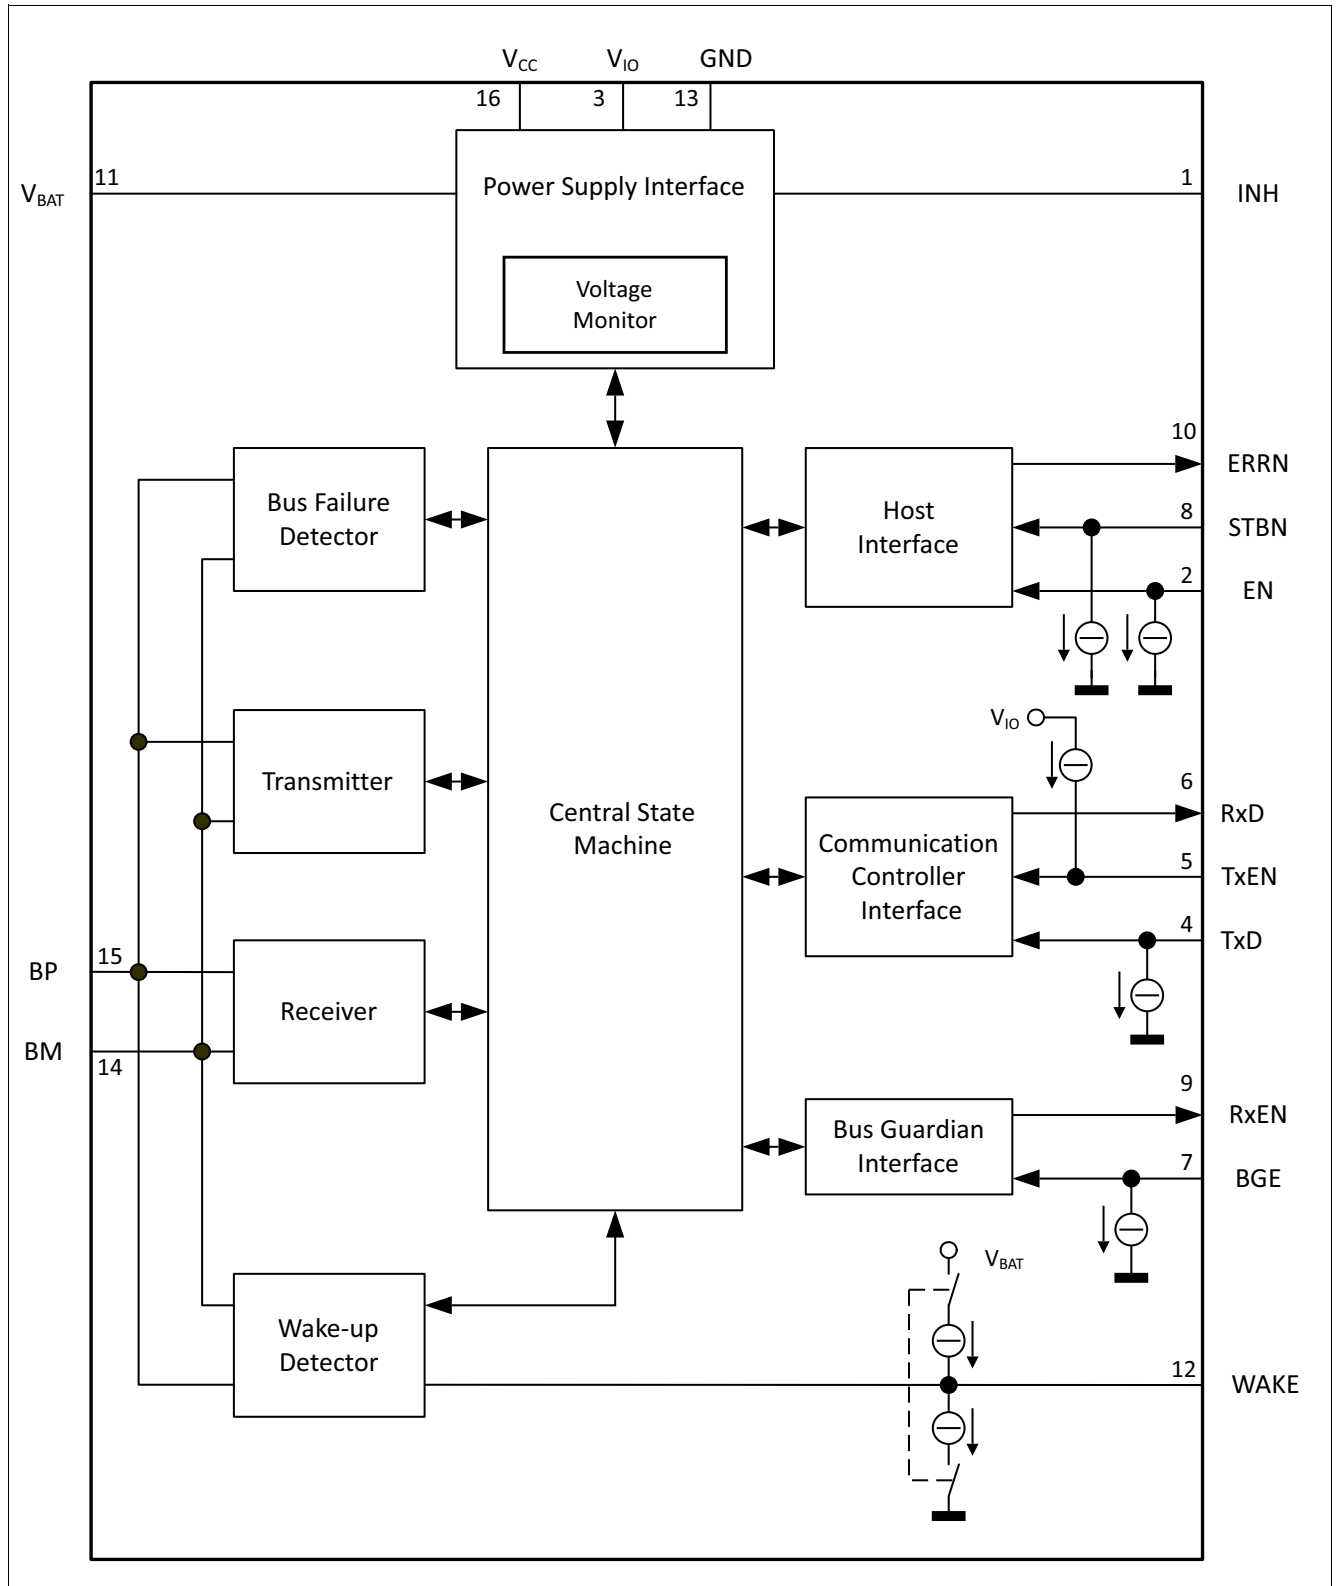 VCC VIO GND
16 3 13
VBAT 11 Power Supply Interface 1 INH
Voltage
Monitor
10
ERRN
Bus Failure
Detector
Host
Interface
8
STBN
2
EN
VIO
Transmitter
Central State
Machine
6
RxD
Communication
Controller
Interface
5
TxEN
4
TxD
BP 15
Receiver
BM
14
9
RxEN
Bus Guardian
Interface
7
BGE
VBAT
Wake-up
Detector
12
WAKE